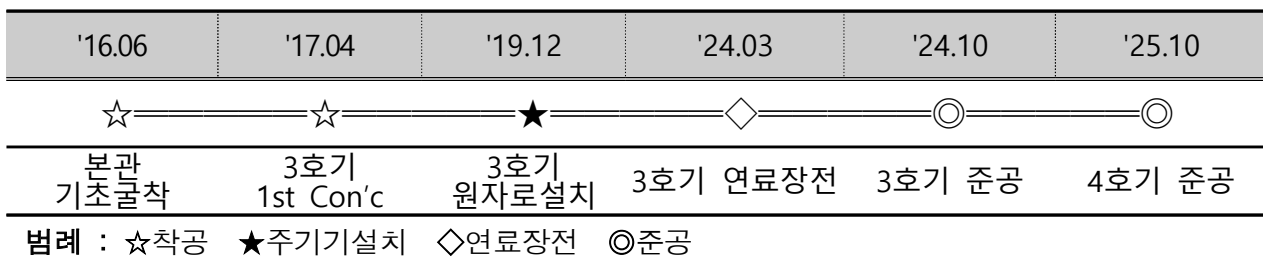 '16.06 '17.04 '19.12 '24.03 '24.10 '25.10
☆═════☆═════★═════◇═════◎═════◎
본관 3호기 3호기 3호기 연료장전 3호기 준공 4호기 준공
기초굴착 1st Con'c 원자로설치
범례 : ☆착공 ★주기기설치 ◇연료장전 ◎준공